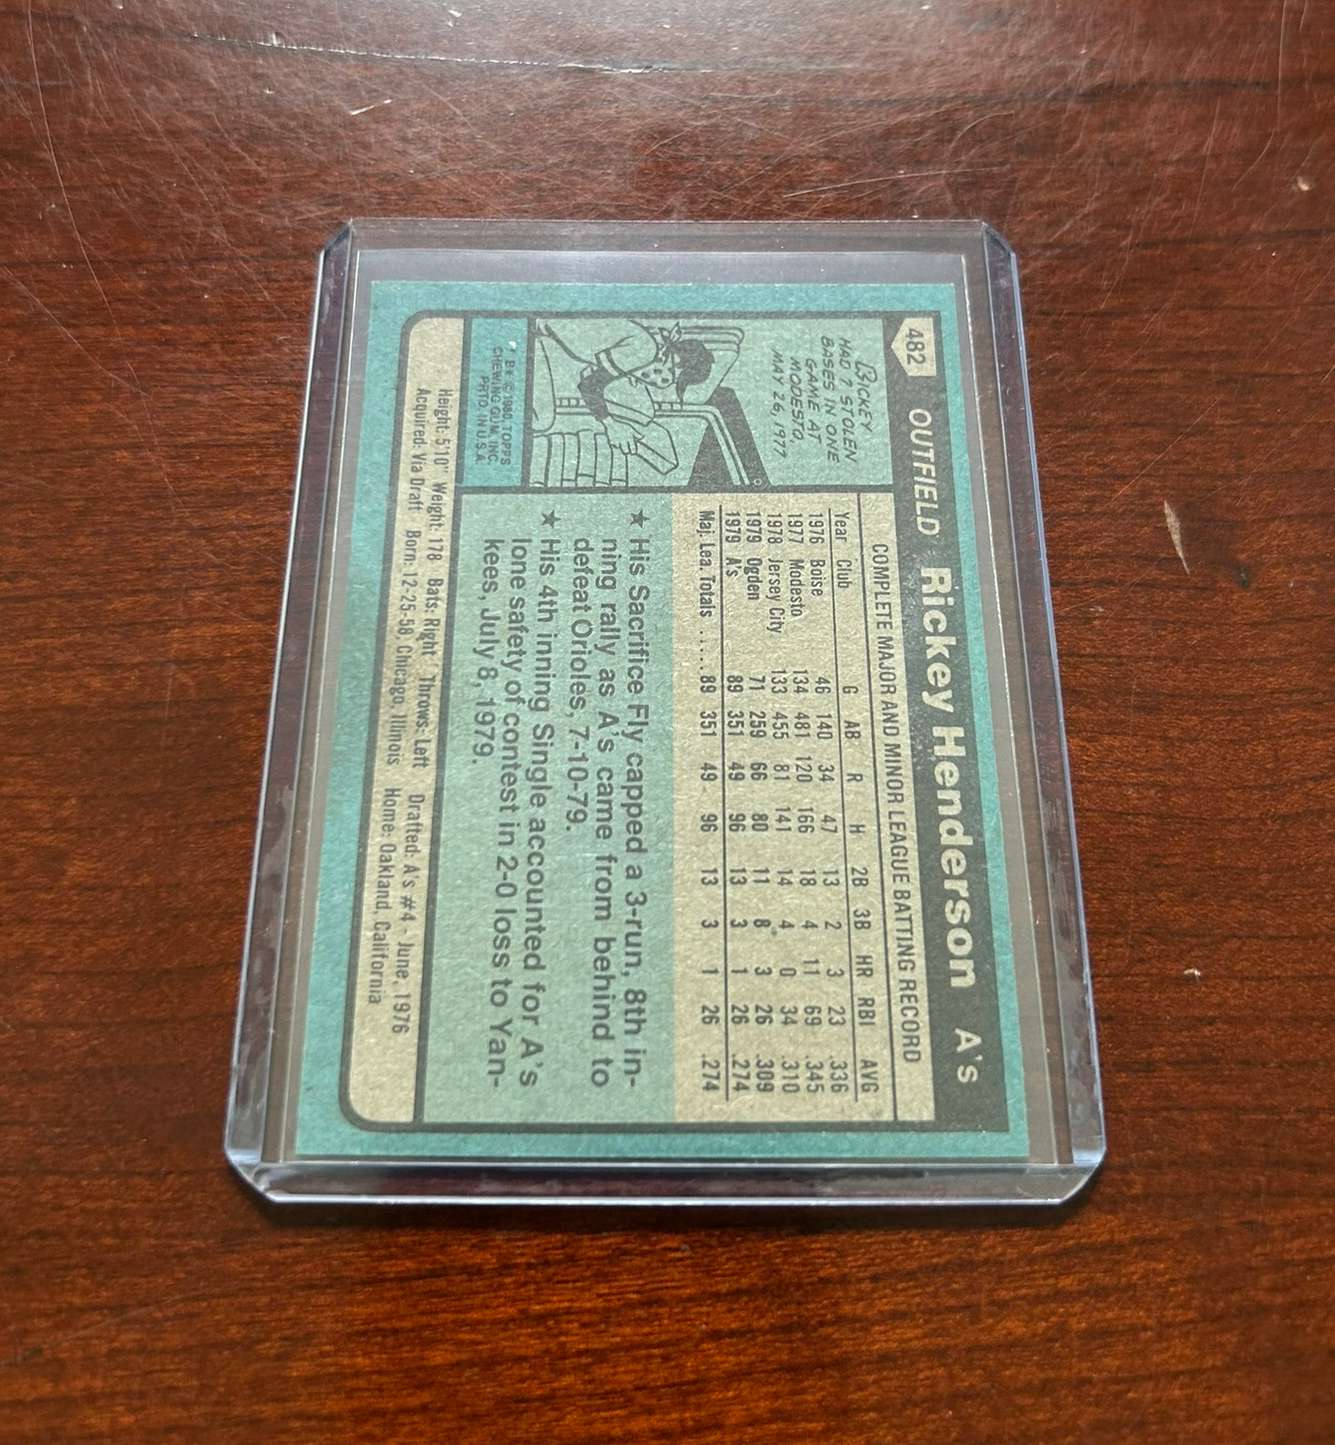 482 OUTFIELD Rickey Henderson A's
COMPLETE MAJOR AND MINOR LEAGUE BATTING RECORD
Year Club G AB R H 2B 3B HR RBI AVG
1976 Boise 46 140 34 47 13 2 3 23 .336
1977 Modesto 134 481 120 166 18 4 11 69 .345
1978 Jersey City 133 455 81 141 14 4 0 34 .310
1979 Ogden 71 259 66 80 11 8 3 26 .309
1979 A's 89 351 49 96 13 3 1 26 .274
Maj. Lea. Totals ..... 89 351 49 96 13 3 1 26 .274
RICKEY
HAD 7 STOLEN
BASES IN ONE
GAME AT
MODESTO,
MAY 26, 1977
★ His Sacrifice Fly capped a 3-run, 8th in-
ning rally as A's came from behind to
defeat Orioles, 7-10-79.
★ His 4th inning Single accounted for A's
lone safety of contest in 2-0 loss to Yan-
kees, July 8, 1979.
* B* © 1980, TOPPS
CHEWING GUM, INC.
PRTD. IN U.S.A.
Height: 5'10" Weight: 178 Bats: Right Throws: Left Drafted: A's #4 - June, 1976
Acquired: Via Draft Born: 12-25-58, Chicago, Illinois Home: Oakland, California